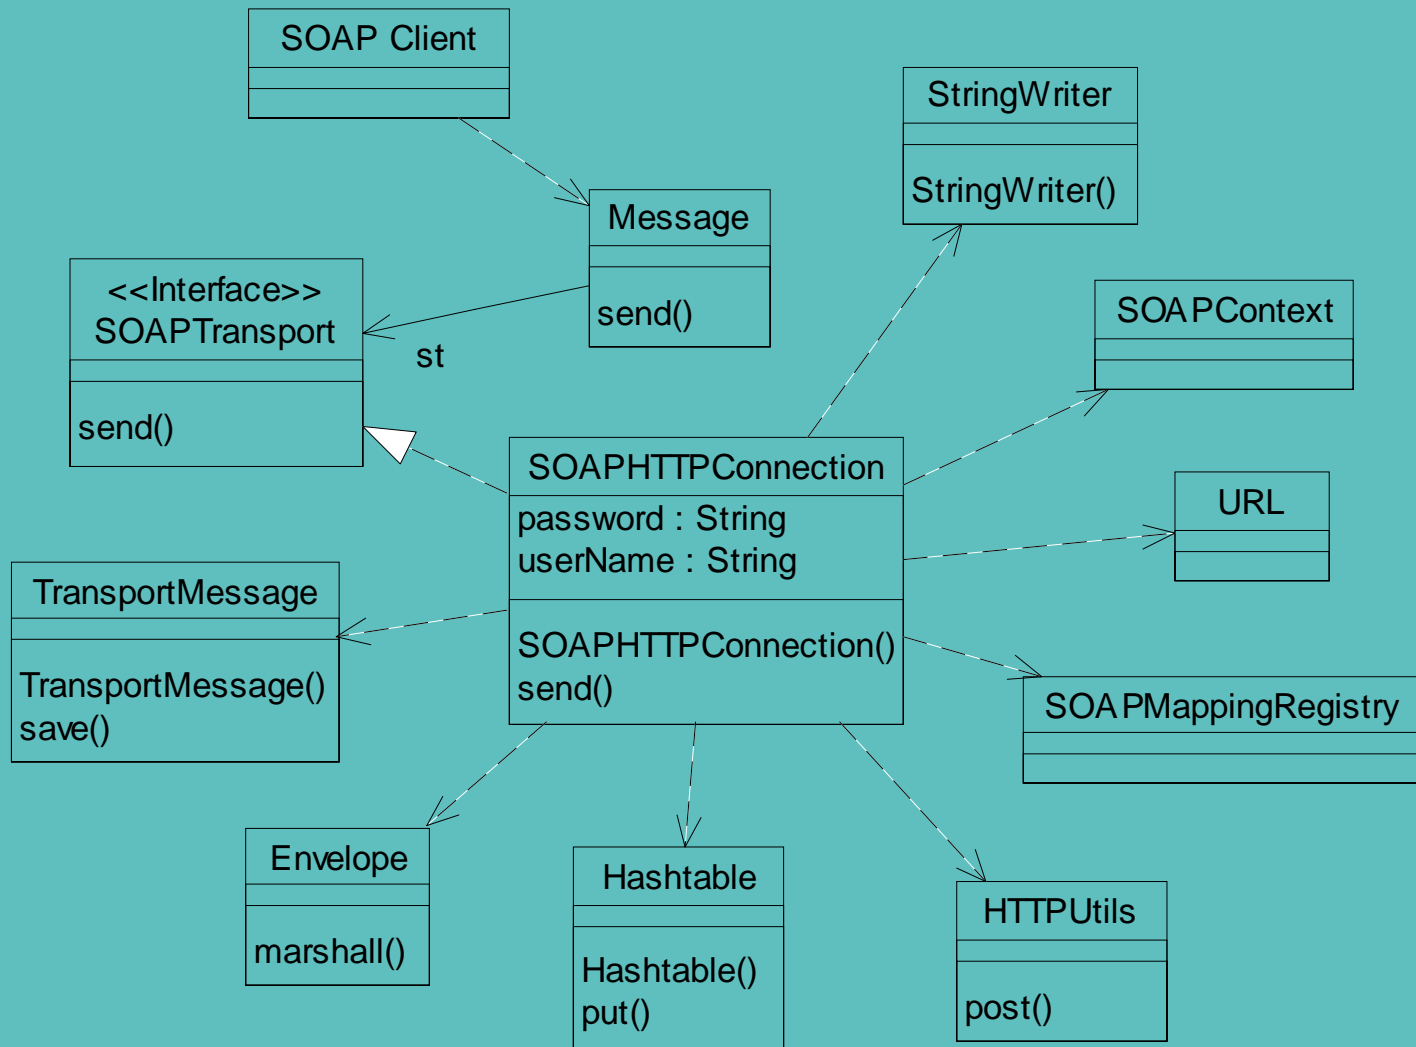 SOAP Client
StringWriter
StringWriter()
Message
send()
<<Interface>>
SOAPTransport
send()
st
SOAPContext
SOAPHTTPConnection
password : String
userName : String
SOAPHTTPConnection()
send()
URL
TransportMessage
TransportMessage()
save()
SOAPMappingRegistry
Envelope
marshall()
Hashtable
Hashtable()
put()
HTTPUtils
post()